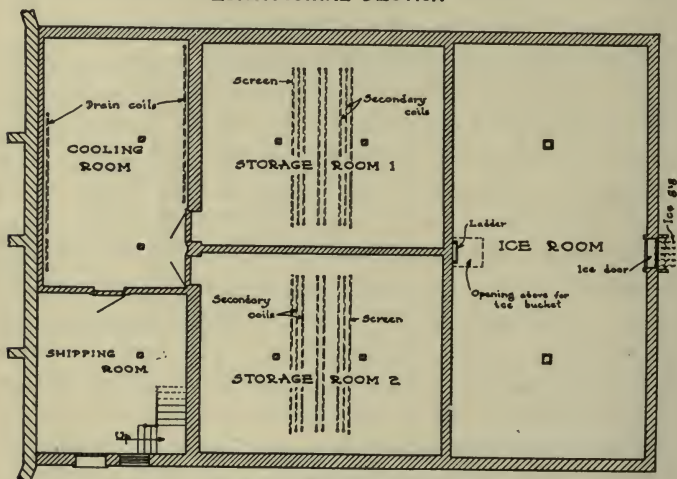 Screen
Secondary
coils
Drain coils
COOLING
ROOM
STORAGE ROOM 1
Ladder
ICE ROOM
Ice door
Opening above for
ice bucket
Secondary
coils
Screen
SHIPPING
ROOM
STORAGE ROOM 2
Up